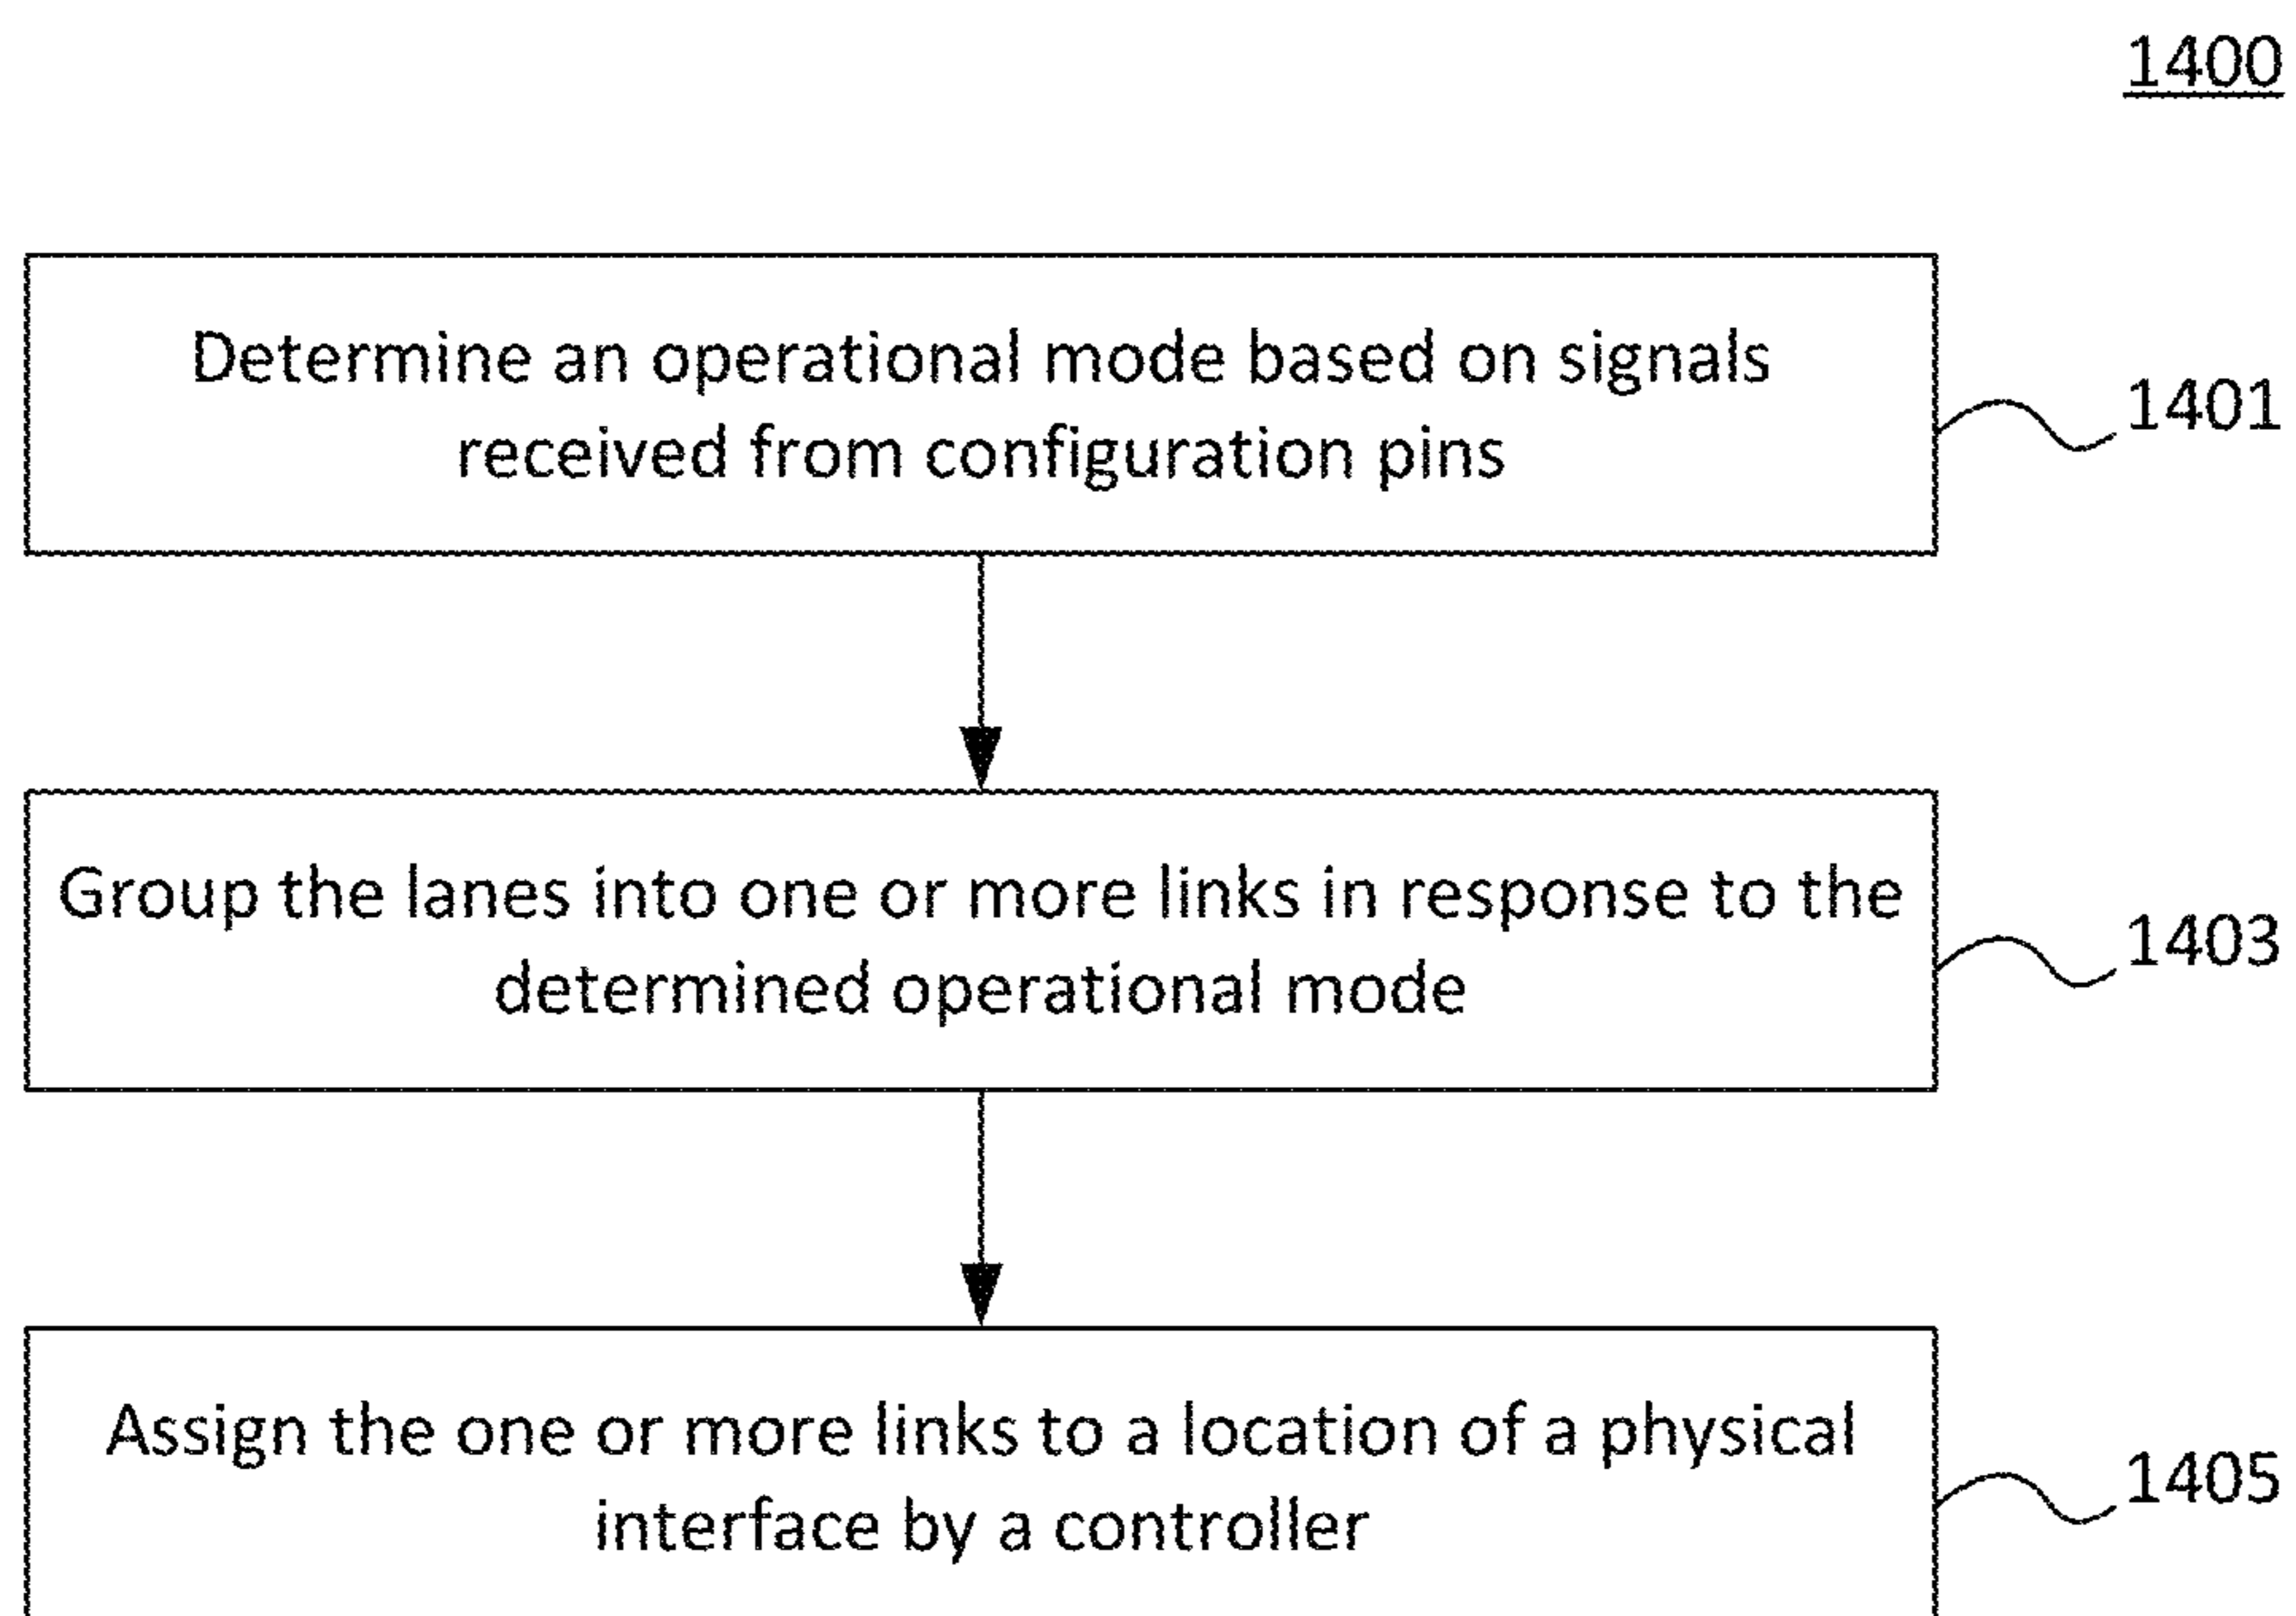 1400
Determine an operational mode based on signals
received from configuration pins
1401
Group the lanes into one or more links in response to the
determined operational mode
1403
Assign the one or more links to a location of a physical
interface by a controller
1405